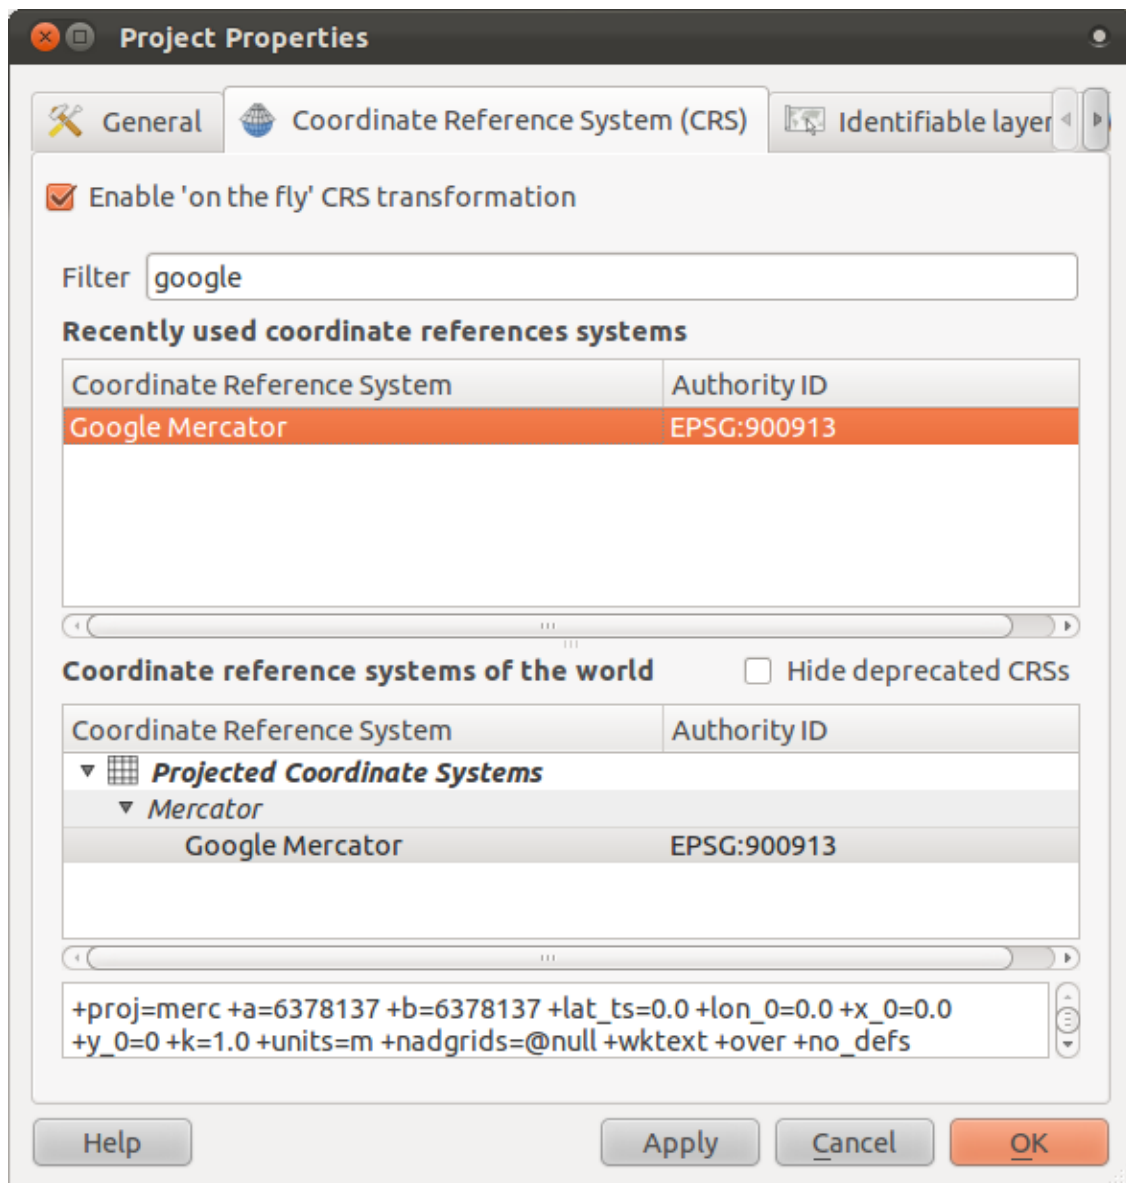 Project Properties
General
Coordinate Reference System (CRS)
Identifiable layer
Enable 'on the fly' CRS transformation
Filter google
Recently used coordinate references systems
Coordinate Reference System Authority ID
Google Mercator EPSG:900913
Coordinate reference systems of the world Hide deprecated CRSs
Coordinate Reference System Authority ID
Projected Coordinate Systems
Mercator
Google Mercator EPSG:900913
+proj=merc +a=6378137 +b=6378137 +lat_ts=0.0 +lon_0=0.0 +x_0=0.0
+y_0=0 +k=1.0 +units=m +nadgrids=@null +wktext +over +no_defs
Help Apply Cancel OK